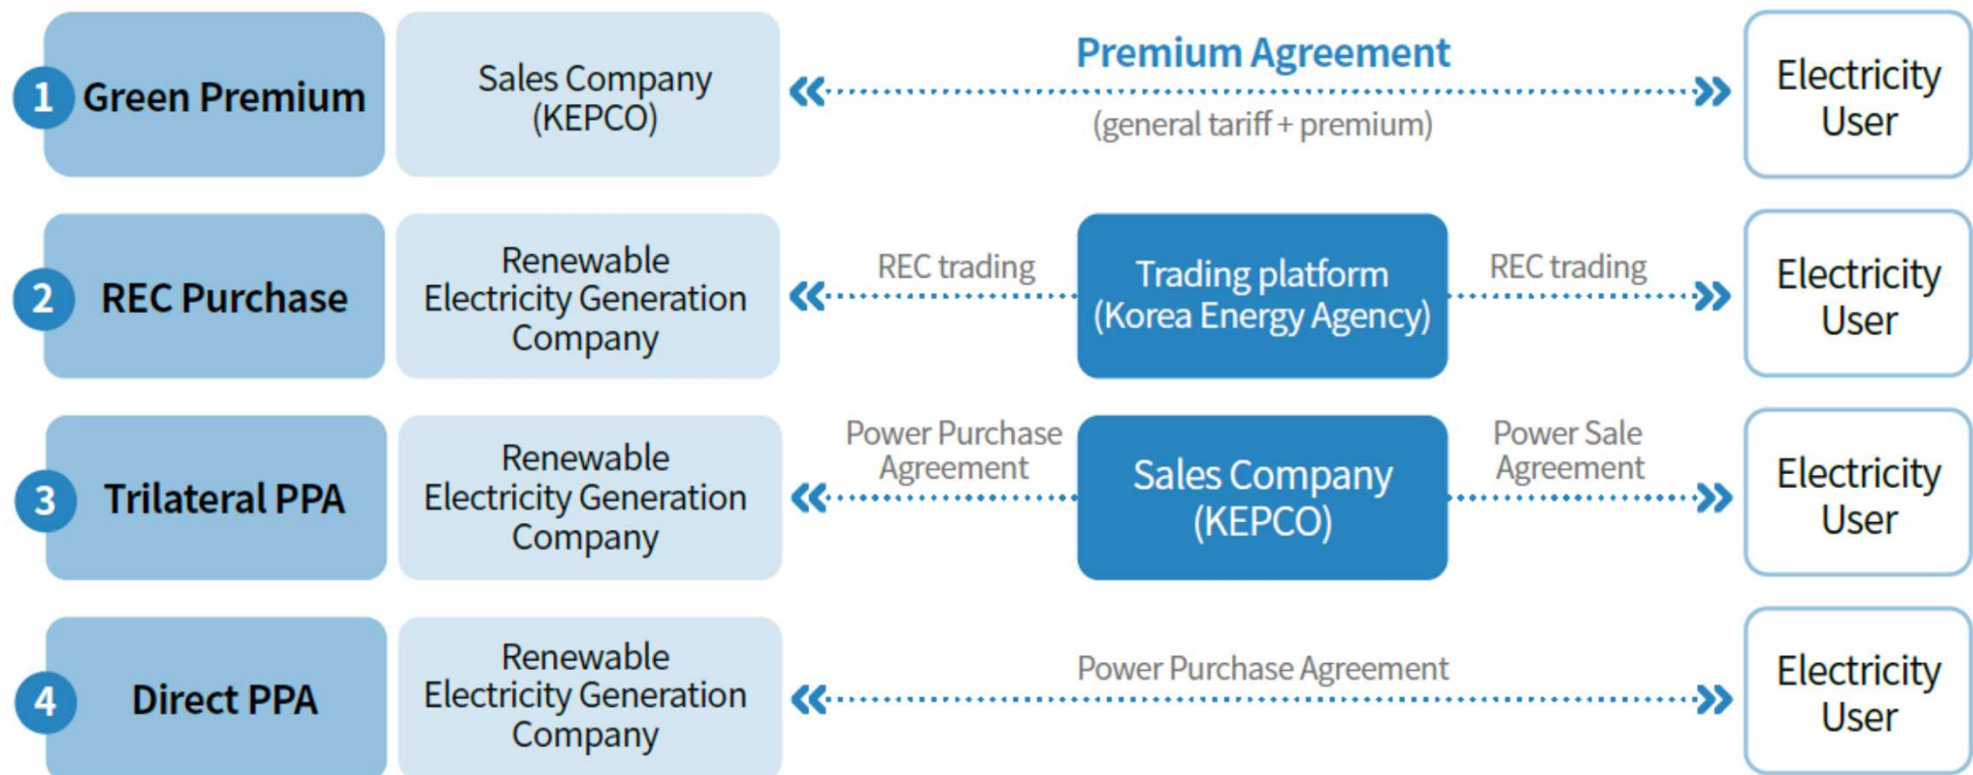 1
Green Premium
Sales Company
(KEPCO)
Premium Agreement
(general tariff + premium)
Electricity
User
2
REC Purchase
Renewable
Electricity Generation
Company
REC trading
Trading platform
(Korea Energy Agency)
REC trading
Electricity
User
3
Trilateral PPA
Renewable
Electricity Generation
Company
Power Purchase
Agreement
Sales Company
(KEPCO)
Power Sale
Agreement
Electricity
User
4
Direct PPA
Renewable
Electricity Generation
Company
Power Purchase Agreement
Electricity
User